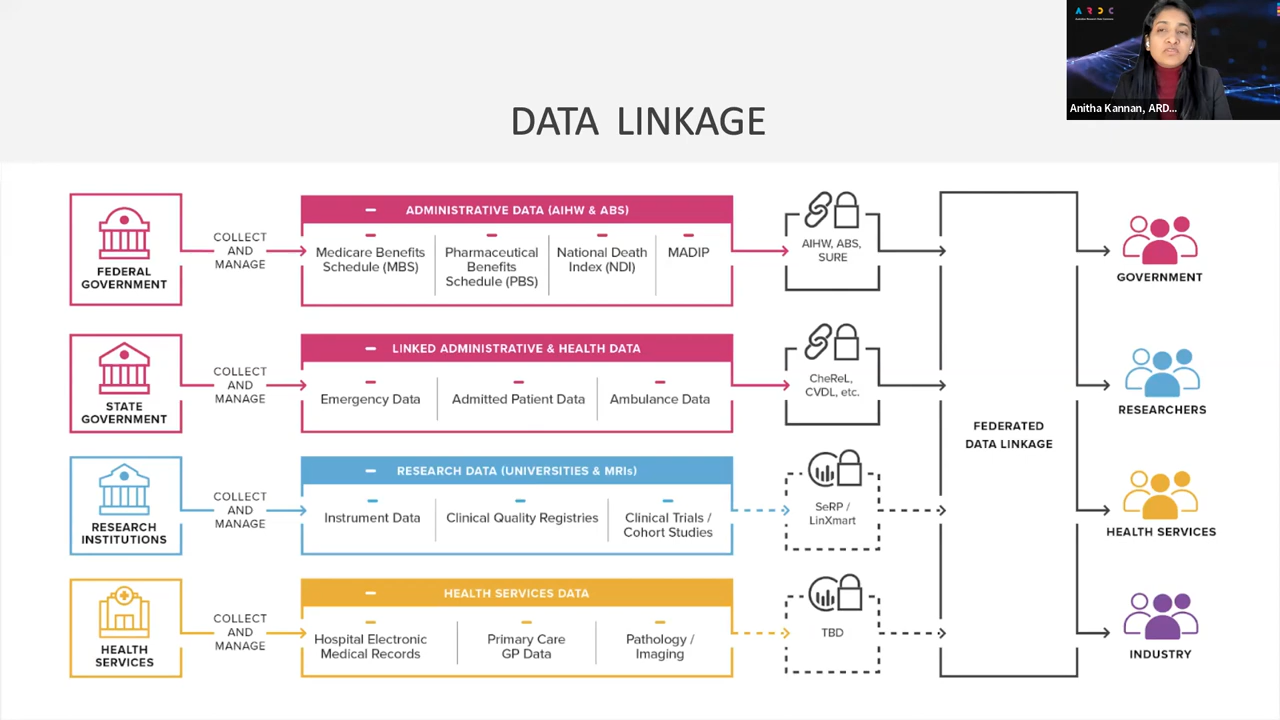 A R D C
Anitha Kannan, ARD...
DATA LINKAGE
FEDERAL
GOVERNMENT
COLLECT
AND
MANAGE
ADMINISTRATIVE DATA (AIHW & ABS)
Medicare Benefits
Schedule (MBS)
Pharmaceutical
Benefits
Schedule (PBS)
National Death
Index (NDI)
MADIP
AIHW, ABS,
SURE
GOVERNMENT
STATE
GOVERNMENT
COLLECT
AND
MANAGE
LINKED ADMINISTRATIVE & HEALTH DATA
Emergency Data
Admitted Patient Data
Ambulance Data
CheReL,
CVDL, etc.
RESEARCHERS
FEDERATED
DATA LINKAGE
RESEARCH
INSTITUTIONS
COLLECT
AND
MANAGE
RESEARCH DATA (UNIVERSITIES & MRIs)
Instrument Data
Clinical Quality Registries
Clinical Trials /
Cohort Studies
SeRP /
LinXmart
HEALTH SERVICES
HEALTH
SERVICES
COLLECT
AND
MANAGE
HEALTH SERVICES DATA
Hospital Electronic
Medical Records
Primary Care
GP Data
Pathology /
Imaging
TBD
INDUSTRY